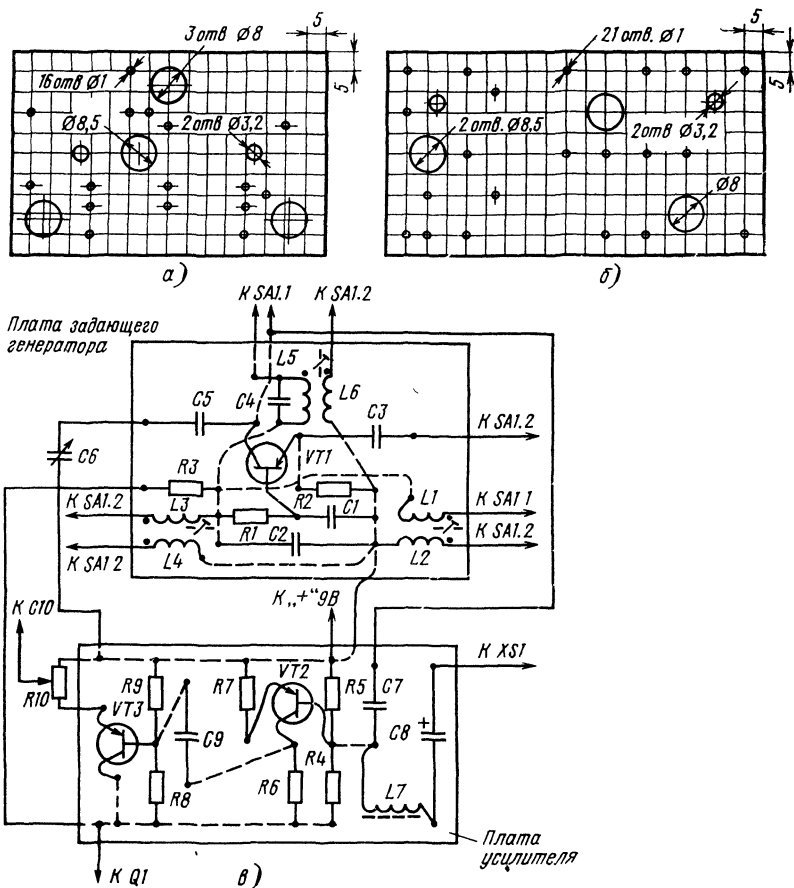 3 отв Ø8
5
16 отв Ø1
5
Ø8,5
2 отв Ø3,2
а)
21 отв. Ø1
5
5
2 отв. Ø8,5
2 отв Ø3,2
Ø8
б)
К SA1.1
К SA1.2
Плата задающего
генератора
L5
C5
C4
L6
C3
К SA1.2
C6
VT1
R3
К SA1.2
L3
R2
C1
L1
К SA1 1
R1
C2
К SA1.2
К SA1 2
L4
L2
К „+“ 9В
К C10
К XS1
R10
R9
R7
VT2
R5
C7
VT3
C9
C8
+
R8
R6
R4
L7
Плата
усилителя
К Q1
в)